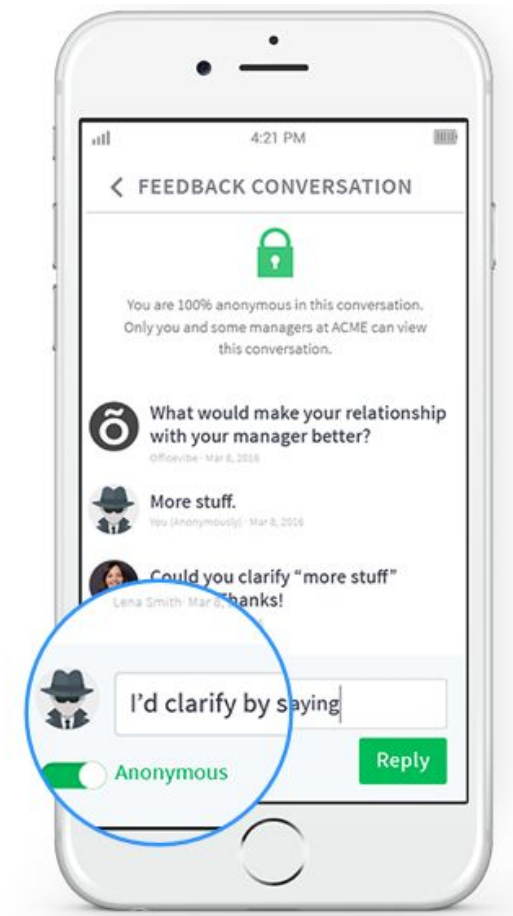 4:21 PM
FEEDBACK CONVERSATION
You are 100% anonymous in this conversation.
Only you and some managers at ACME can view
this conversation.
õ
What would make your relationship
with your manager better?
Officevibe - Mar 8, 2016
More stuff.
You (Anonymously) - Mar 8, 2016
Could you clarify “more stuff”
Thanks!
Lena Smith- Mar 8,
I’d clarify by saying
Anonymous
Reply